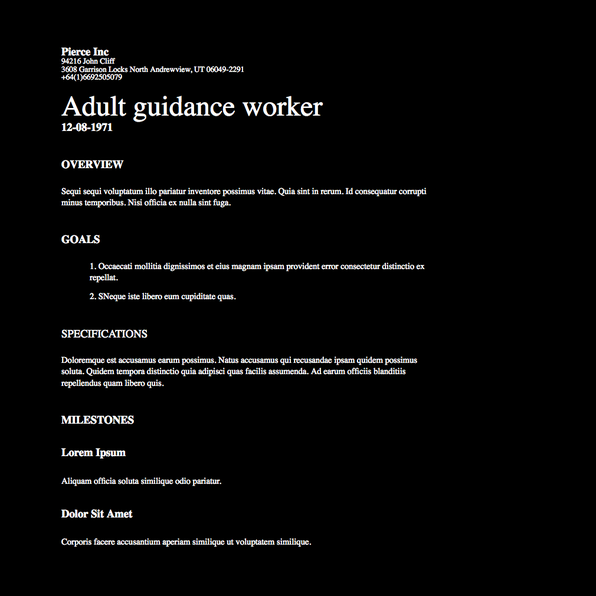 Pierce Inc
94216 John Cliff
3608 Garrison Locks North Andrewview, UT 06049-2291
+64(1)6692505079
Adult guidance worker
12-08-1971
OVERVIEW
Sequi sequi voluptatum illo pariatur inventore possimus vitae. Quia sint in rerum. Id consequatur corrupti
minus temporibus. Nisi officia ex nulla sint fuga.
GOALS
1. Occaecati mollitia dignissimos et eius magnam ipsam provident error consectetur distinctio ex
repellat.
2. SNeque iste libero eum cupiditate quas.
SPECIFICATIONS
Doloremque est accusamus earum possimus. Natus accusamus qui recusandae ipsam quidem possimus
soluta. Quidem tempora distinctio quia adipisci quas facilis assumenda. Ad earum officiis blanditiis
repellendus quam libero quis.
MILESTONES
Lorem Ipsum
Aliquam officia soluta similique odio pariatur.
Dolor Sit Amet
Corporis facere accusantium aperiam similique ut voluptatem similique.